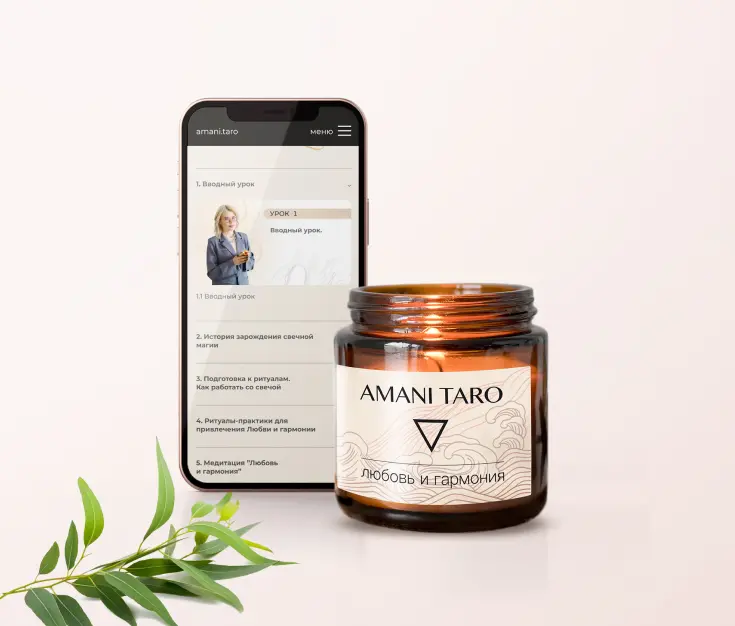 amani.taro
меню
1. Вводный урок
УРОК 1
Вводный урок.
1.1 Вводный урок
2. История зарождения свечной
магии
3. Подготовка к ритуалам.
Как работать со свечой
4. Ритуалы-практики для
привлечения Любви и гармонии
5. Медитация "Любовь
и гармония"
AMANI TARO
любовь и гармония